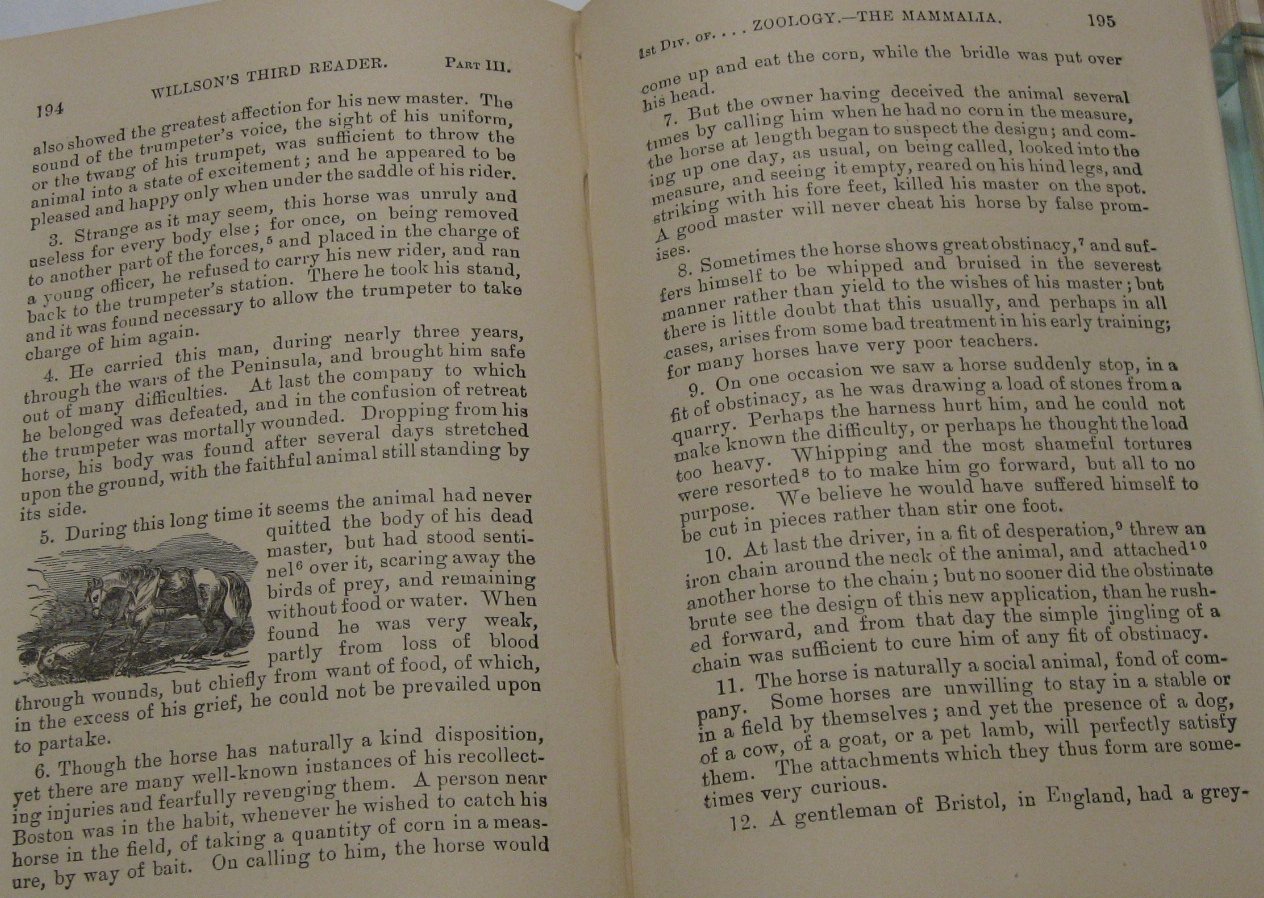 194
WILLSON'S THIRD READER.
PART III.
also showed the greatest affection for his new master. The
sound of the trumpeter's voice, the sight of his uniform,
or the twang of his trumpet, was sufficient to throw the
animal into a state of excitement; and he appeared to be
pleased and happy only when under the saddle of his rider.
3. Strange as it may seem, this horse was unruly and
useless for every body else; for once, on being removed
to another part of the forces,⁵ and placed in the charge of
a young officer, he refused to carry his new rider, and ran
back to the trumpeter's station. There he took his stand,
and it was found necessary to allow the trumpeter to take
charge of him again.
4. He carried this man, during nearly three years,
through the wars of the Peninsula, and brought him safe
out of many difficulties. At last the company to which
he belonged was defeated, and in the confusion of retreat
the trumpeter was mortally wounded. Dropping from his
horse, his body was found after several days stretched
upon the ground, with the faithful animal still standing by
its side.
5. During this long time it seems the animal had never
quitted the body of his dead
master, but had stood senti-
nel⁶ over it, scaring away the
birds of prey, and remaining
without food or water. When
found he was very weak,
partly from loss of blood
through wounds, but chiefly from want of food, of which,
in the excess of his grief, he could not be prevailed upon
to partake.
6. Though the horse has naturally a kind disposition,
yet there are many well-known instances of his recollect-
ing injuries and fearfully revenging them. A person near
Boston was in the habit, whenever he wished to catch his
horse in the field, of taking a quantity of corn in a meas-
ure, by way of bait. On calling to him, the horse would
1st DIV. OF.... ZOOLOGY.—THE MAMMALIA.
195
come up and eat the corn, while the bridle was put over
his head.
7. But the owner having deceived the animal several
times by calling him when he had no corn in the measure,
the horse at length began to suspect the design; and com-
ing up one day, as usual, on being called, looked into the
measure, and seeing it empty, reared on his hind legs, and
striking with his fore feet, killed his master on the spot.
A good master will never cheat his horse by false prom-
ises.
8. Sometimes the horse shows great obstinacy,⁷ and suf-
fers himself to be whipped and bruised in the severest
manner rather than yield to the wishes of his master; but
there is little doubt that this usually, and perhaps in all
cases, arises from some bad treatment in his early training;
for many horses have very poor teachers.
9. On one occasion we saw a horse suddenly stop, in a
fit of obstinacy, as he was drawing a load of stones from a
quarry. Perhaps the harness hurt him, and he could not
make known the difficulty, or perhaps he thought the load
too heavy. Whipping and the most shameful tortures
were resorted⁸ to to make him go forward, but all to no
purpose. We believe he would have suffered himself to
be cut in pieces rather than stir one foot.
10. At last the driver, in a fit of desperation,⁹ threw an
iron chain around the neck of the animal, and attached¹⁰
another horse to the chain; but no sooner did the obstinate
brute see the design of this new application, than he rush-
ed forward, and from that day the simple jingling of a
chain was sufficient to cure him of any fit of obstinacy.
11. The horse is naturally a social animal, fond of com-
pany. Some horses are unwilling to stay in a stable or
in a field by themselves; and yet the presence of a dog,
of a cow, of a goat, or a pet lamb, will perfectly satisfy
them. The attachments which they thus form are some-
times very curious.
12. A gentleman of Bristol, in England, had a grey-